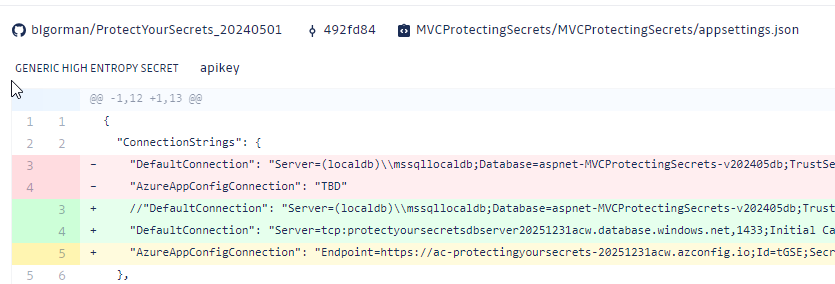 blgorman/ProtectYourSecrets_20240501 492fd84 MVCProtectingSecrets/MVCProtectingSecrets/appsettings.json
GENERIC HIGH ENTROPY SECRET apikey
@@ -1,12 +1,13 @@
1 1 {
2 2 "ConnectionStrings": {
3 - "DefaultConnection": "Server=(localdb)\\mssqllocaldb;Database=aspnet-MVCProtectingSecrets-v202405db;TrustSe
4 - "AzureAppConfigConnection": "TBD"
3 + //"DefaultConnection": "Server=(localdb)\\mssqllocaldb;Database=aspnet-MVCProtectingSecrets-v202405db;Trust
4 + "DefaultConnection": "Server=tcp:protectyoursecretsdbserver20251231acw.database.windows.net,1433;Initial Ca
5 + "AzureAppConfigConnection": "Endpoint=https://ac-protectingyoursecrets-20251231acw.azconfig.io;Id=tGSE;Secr
5 6 },